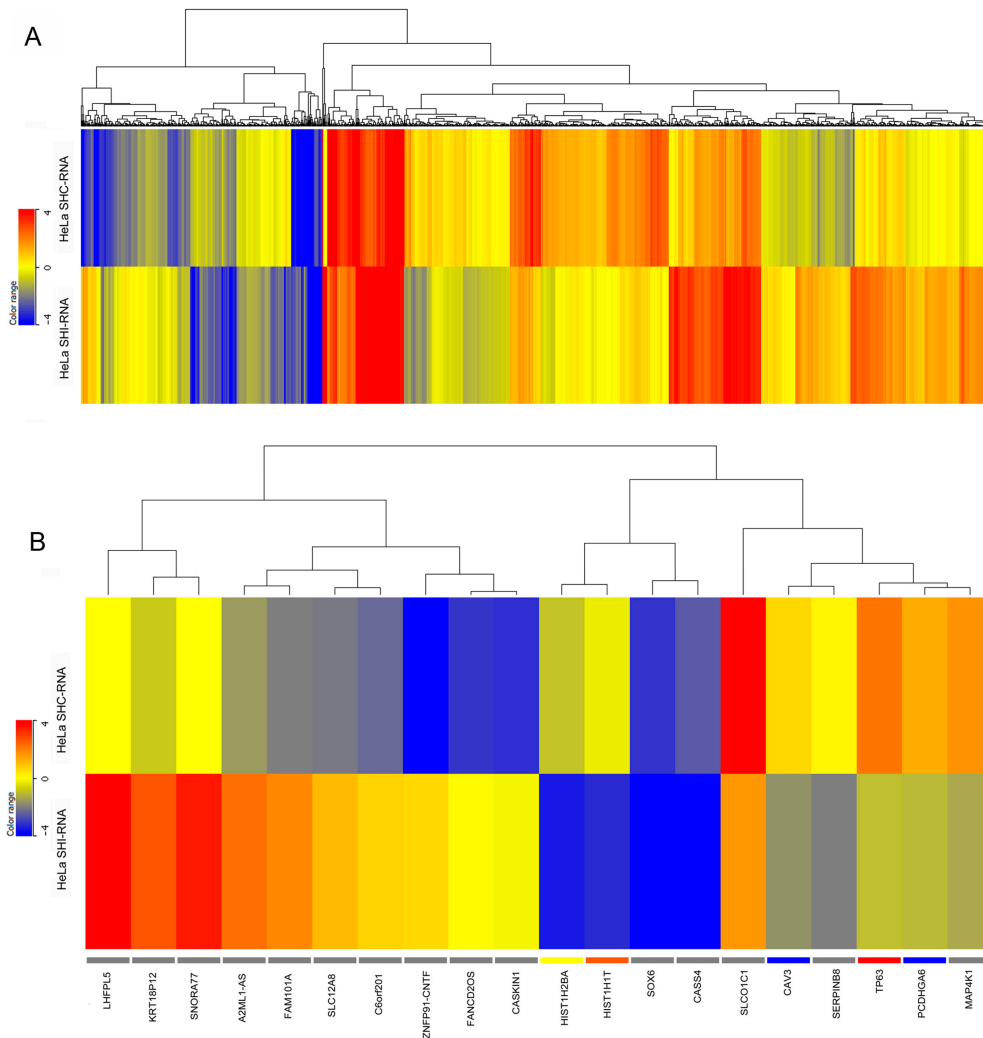 A
HeLa SHC-RNA
HeLa SHI-RNA
Color range
4
0
−4
B
HeLa SHC-RNA
HeLa SHI-RNA
Color range
4
0
−4
LHFPL5
KRT18P12
SNORA77
A2ML1-AS
FAM101A
SLC12A8
C6orf201
ZNFP91-CNTF
FANCD2OS
CASKIN1
HIST1H2BA
HIST1H1T
SOX6
CASS4
SLCO1C1
CAV3
SERPINB8
TP63
PCDHGA6
MAP4K1